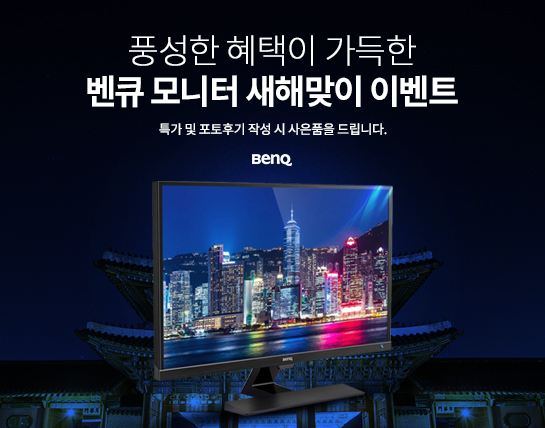 풍성한 혜택이 가득한
벤큐 모니터 새해맞이 이벤트
특가 및 포토후기 작성 시 사은품을 드립니다.
BenQ
BenQ